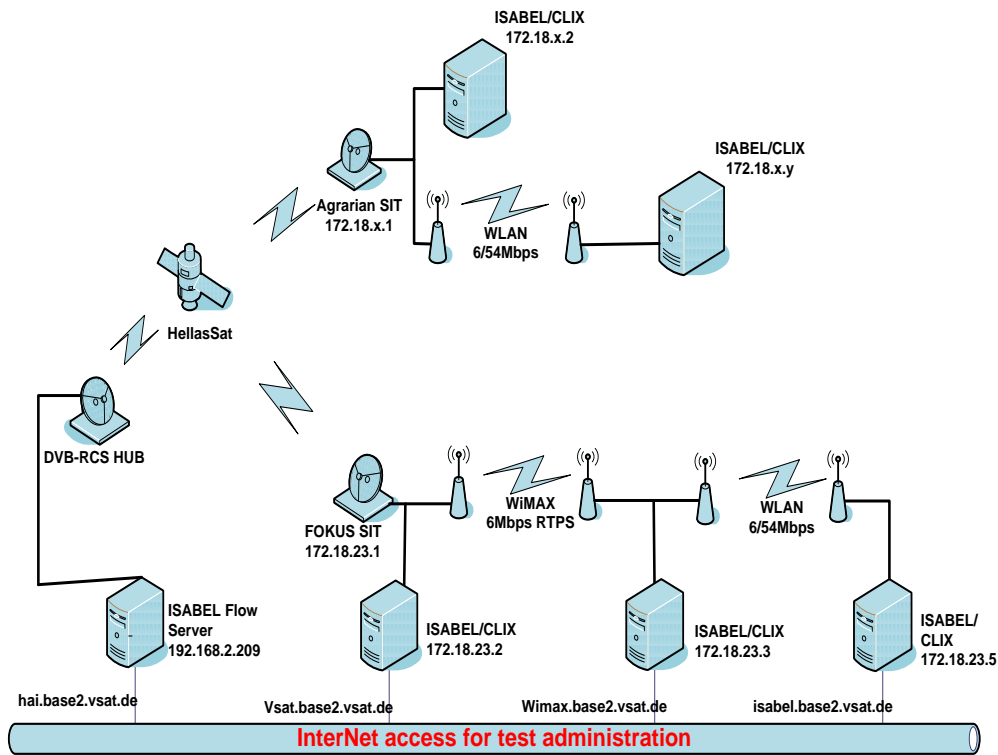 ISABEL/CLIX
172.18.x.2
ISABEL/CLIX
172.18.x.y
Agrarian SIT
172.18.x.1
WLAN
6/54Mbps
HellasSat
DVB-RCS HUB
FOKUS SIT
172.18.23.1
WiMAX
6Mbps RTPS
WLAN
6/54Mbps
ISABEL Flow
Server
192.168.2.209
ISABEL/CLIX
172.18.23.2
ISABEL/CLIX
172.18.23.3
ISABEL/
CLIX
172.18.23.5
hai.base2.vsat.de
Vsat.base2.vsat.de
Wimax.base2.vsat.de
isabel.base2.vsat.de
InterNet access for test administration